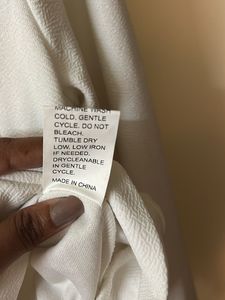 MACHINE WASH
COLD, GENTLE
CYCLE. DO NOT
BLEACH.
TUMBLE DRY
LOW, LOW IRON
IF NEEDED.
DRYCLEANABLE
IN GENTLE
CYCLE.
MADE IN CHINA